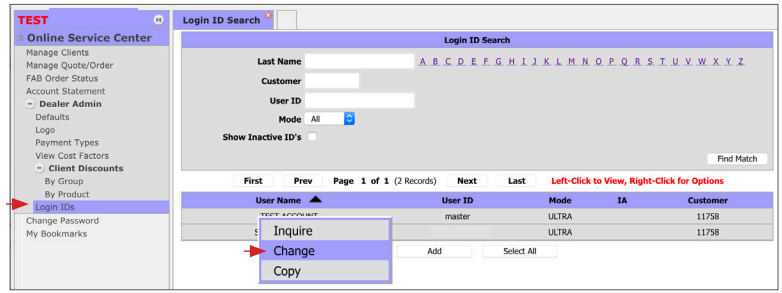 TEST
Online Service Center
Manage Clients
Manage Quote/Order
FAB Order Status
Account Statement
Dealer Admin
Defaults
Logo
Payment Types
View Cost Factors
Client Discounts
By Group
By Product
Login IDs
Change Password
My Bookmarks
Login ID Search
Login ID Search
Last Name A B C D E F G H I J K L M N O P Q R S T U V W X Y Z
Customer
User ID
Mode All
Show Inactive ID's
Find Match
First Prev Page 1 of 1 (2 Records) Next Last Left-Click to View, Right-Click for Options
User Name User ID Mode IA Customer
TEST ACCOUNT master ULTRA 11758
S ULTRA 11758
Inquire
Change
Copy
Add Select All